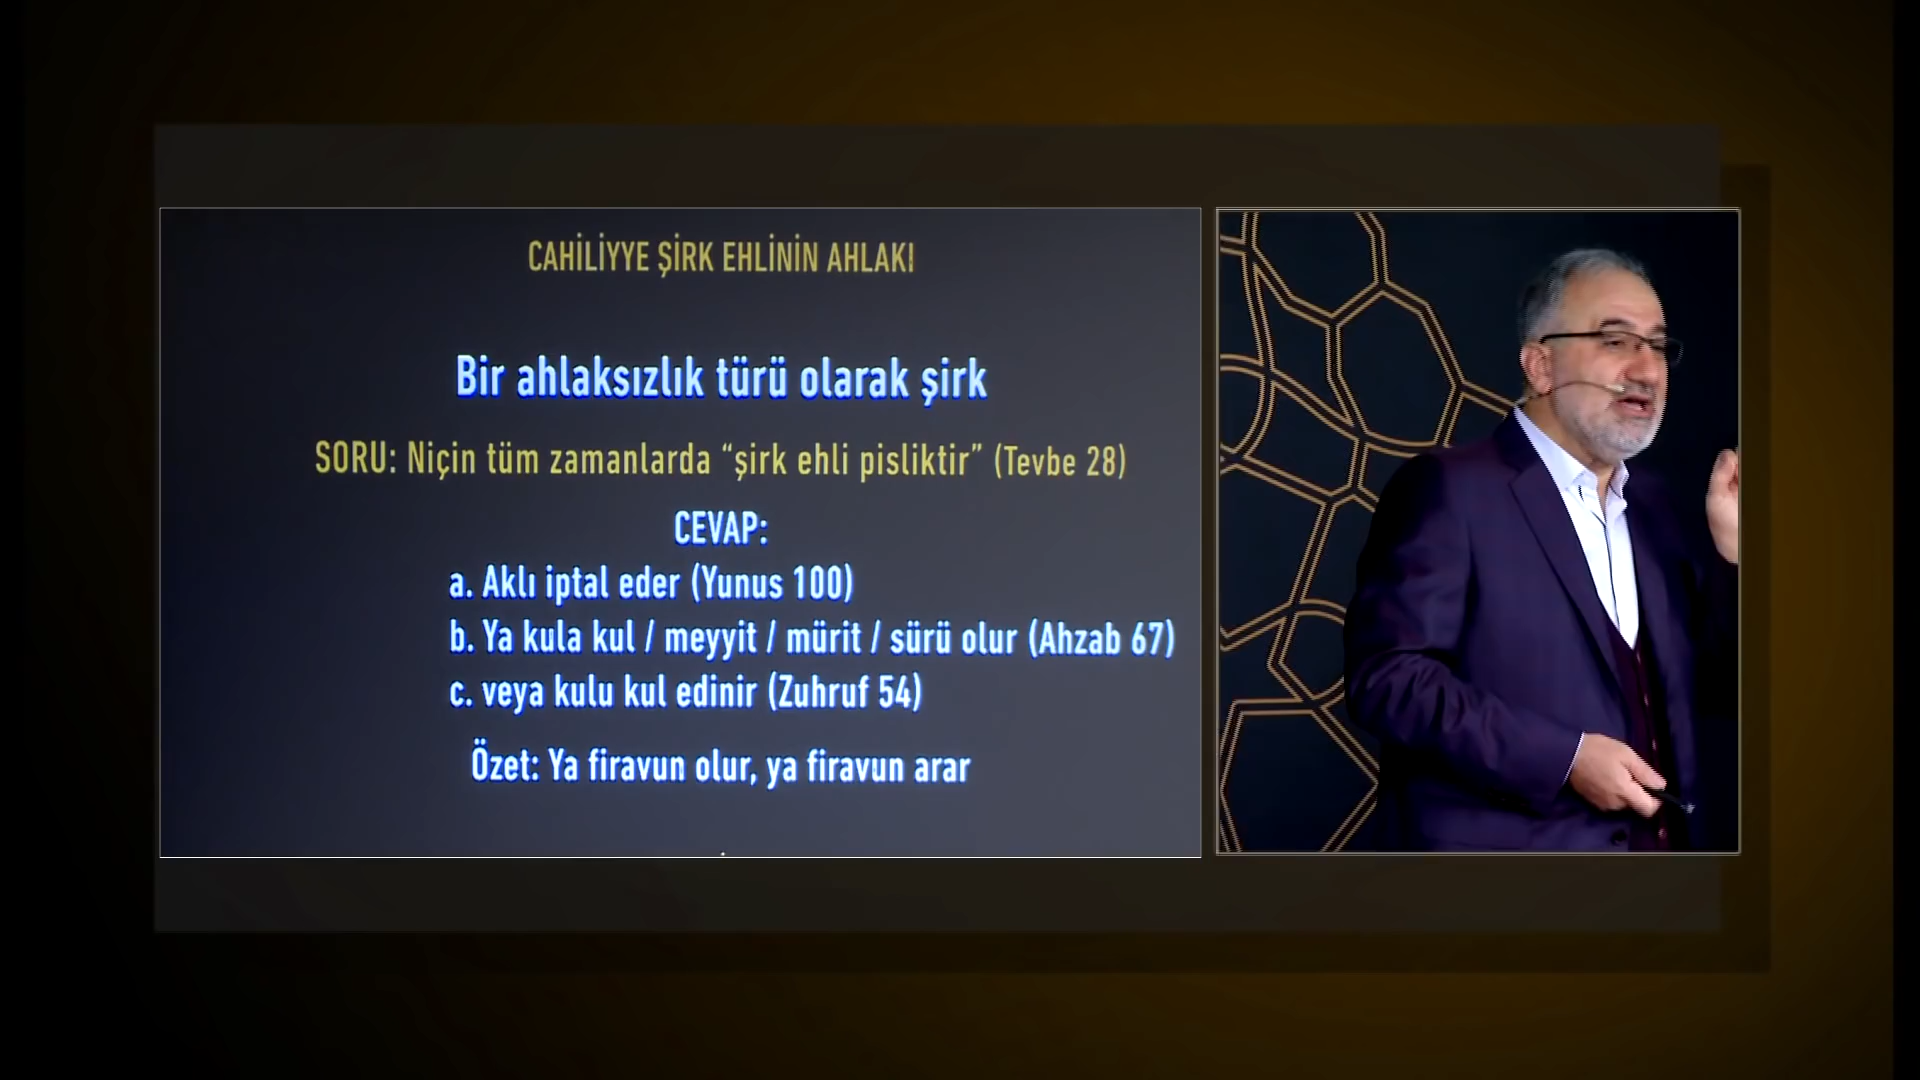 CAHİLİYYE ŞİRK EHLİNİN AHLAKI
Bir ahlaksızlık türü olarak şirk
SORU: Niçin tüm zamanlarda “şirk ehli pisliktir” (Tevbe 28)
CEVAP:
a. Aklı iptal eder (Yunus 100)
b. Ya kula kul / meyyit / mürit / sürü olur (Ahzab 67)
c. veya kulu kul edinir (Zuhruf 54)
Özet: Ya firavun olur, ya firavun arar